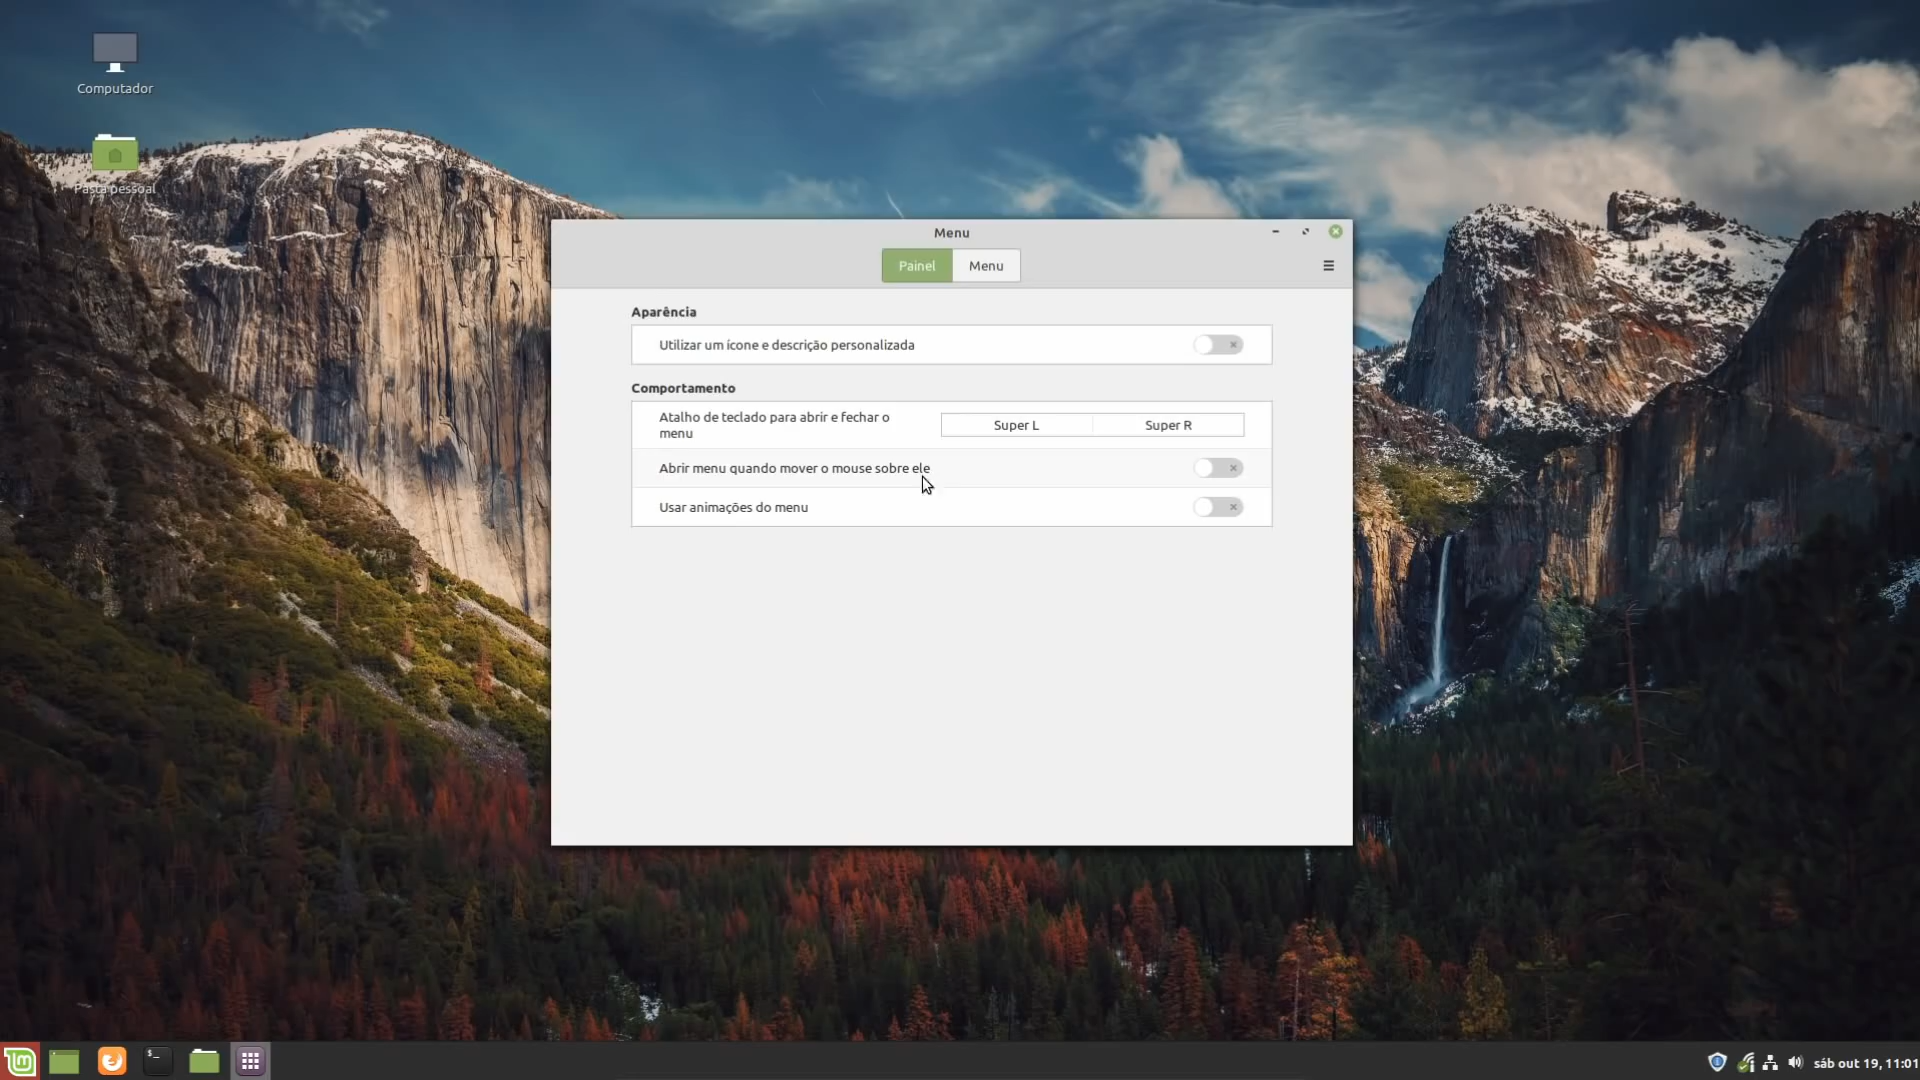 Computador
Pasta pessoal
Menu
Painel
Menu
Aparência
Utilizar um ícone e descrição personalizada
Comportamento
Atalho de teclado para abrir e fechar o
menu
Super L
Super R
Abrir menu quando mover o mouse sobre ele
Usar animações do menu
$_
sáb out 19, 11:01